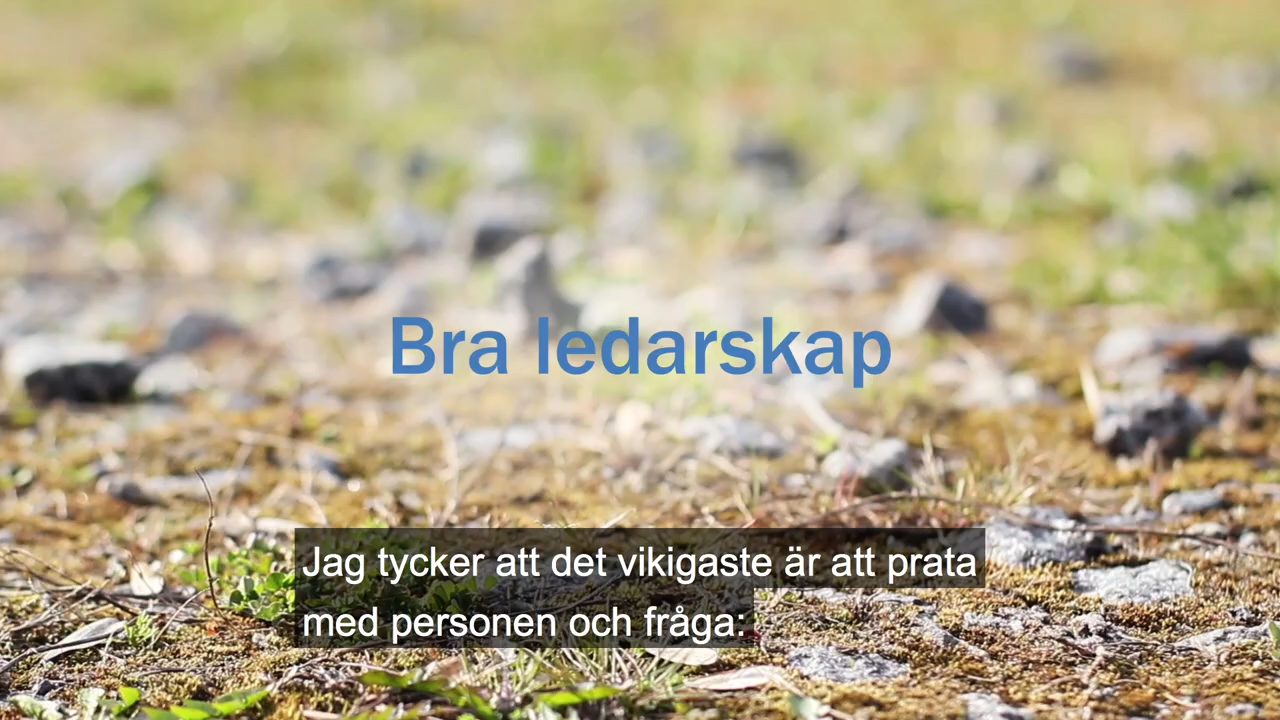 Bra ledarskap
Jag tycker att det vikigaste är att prata
med personen och fråga: